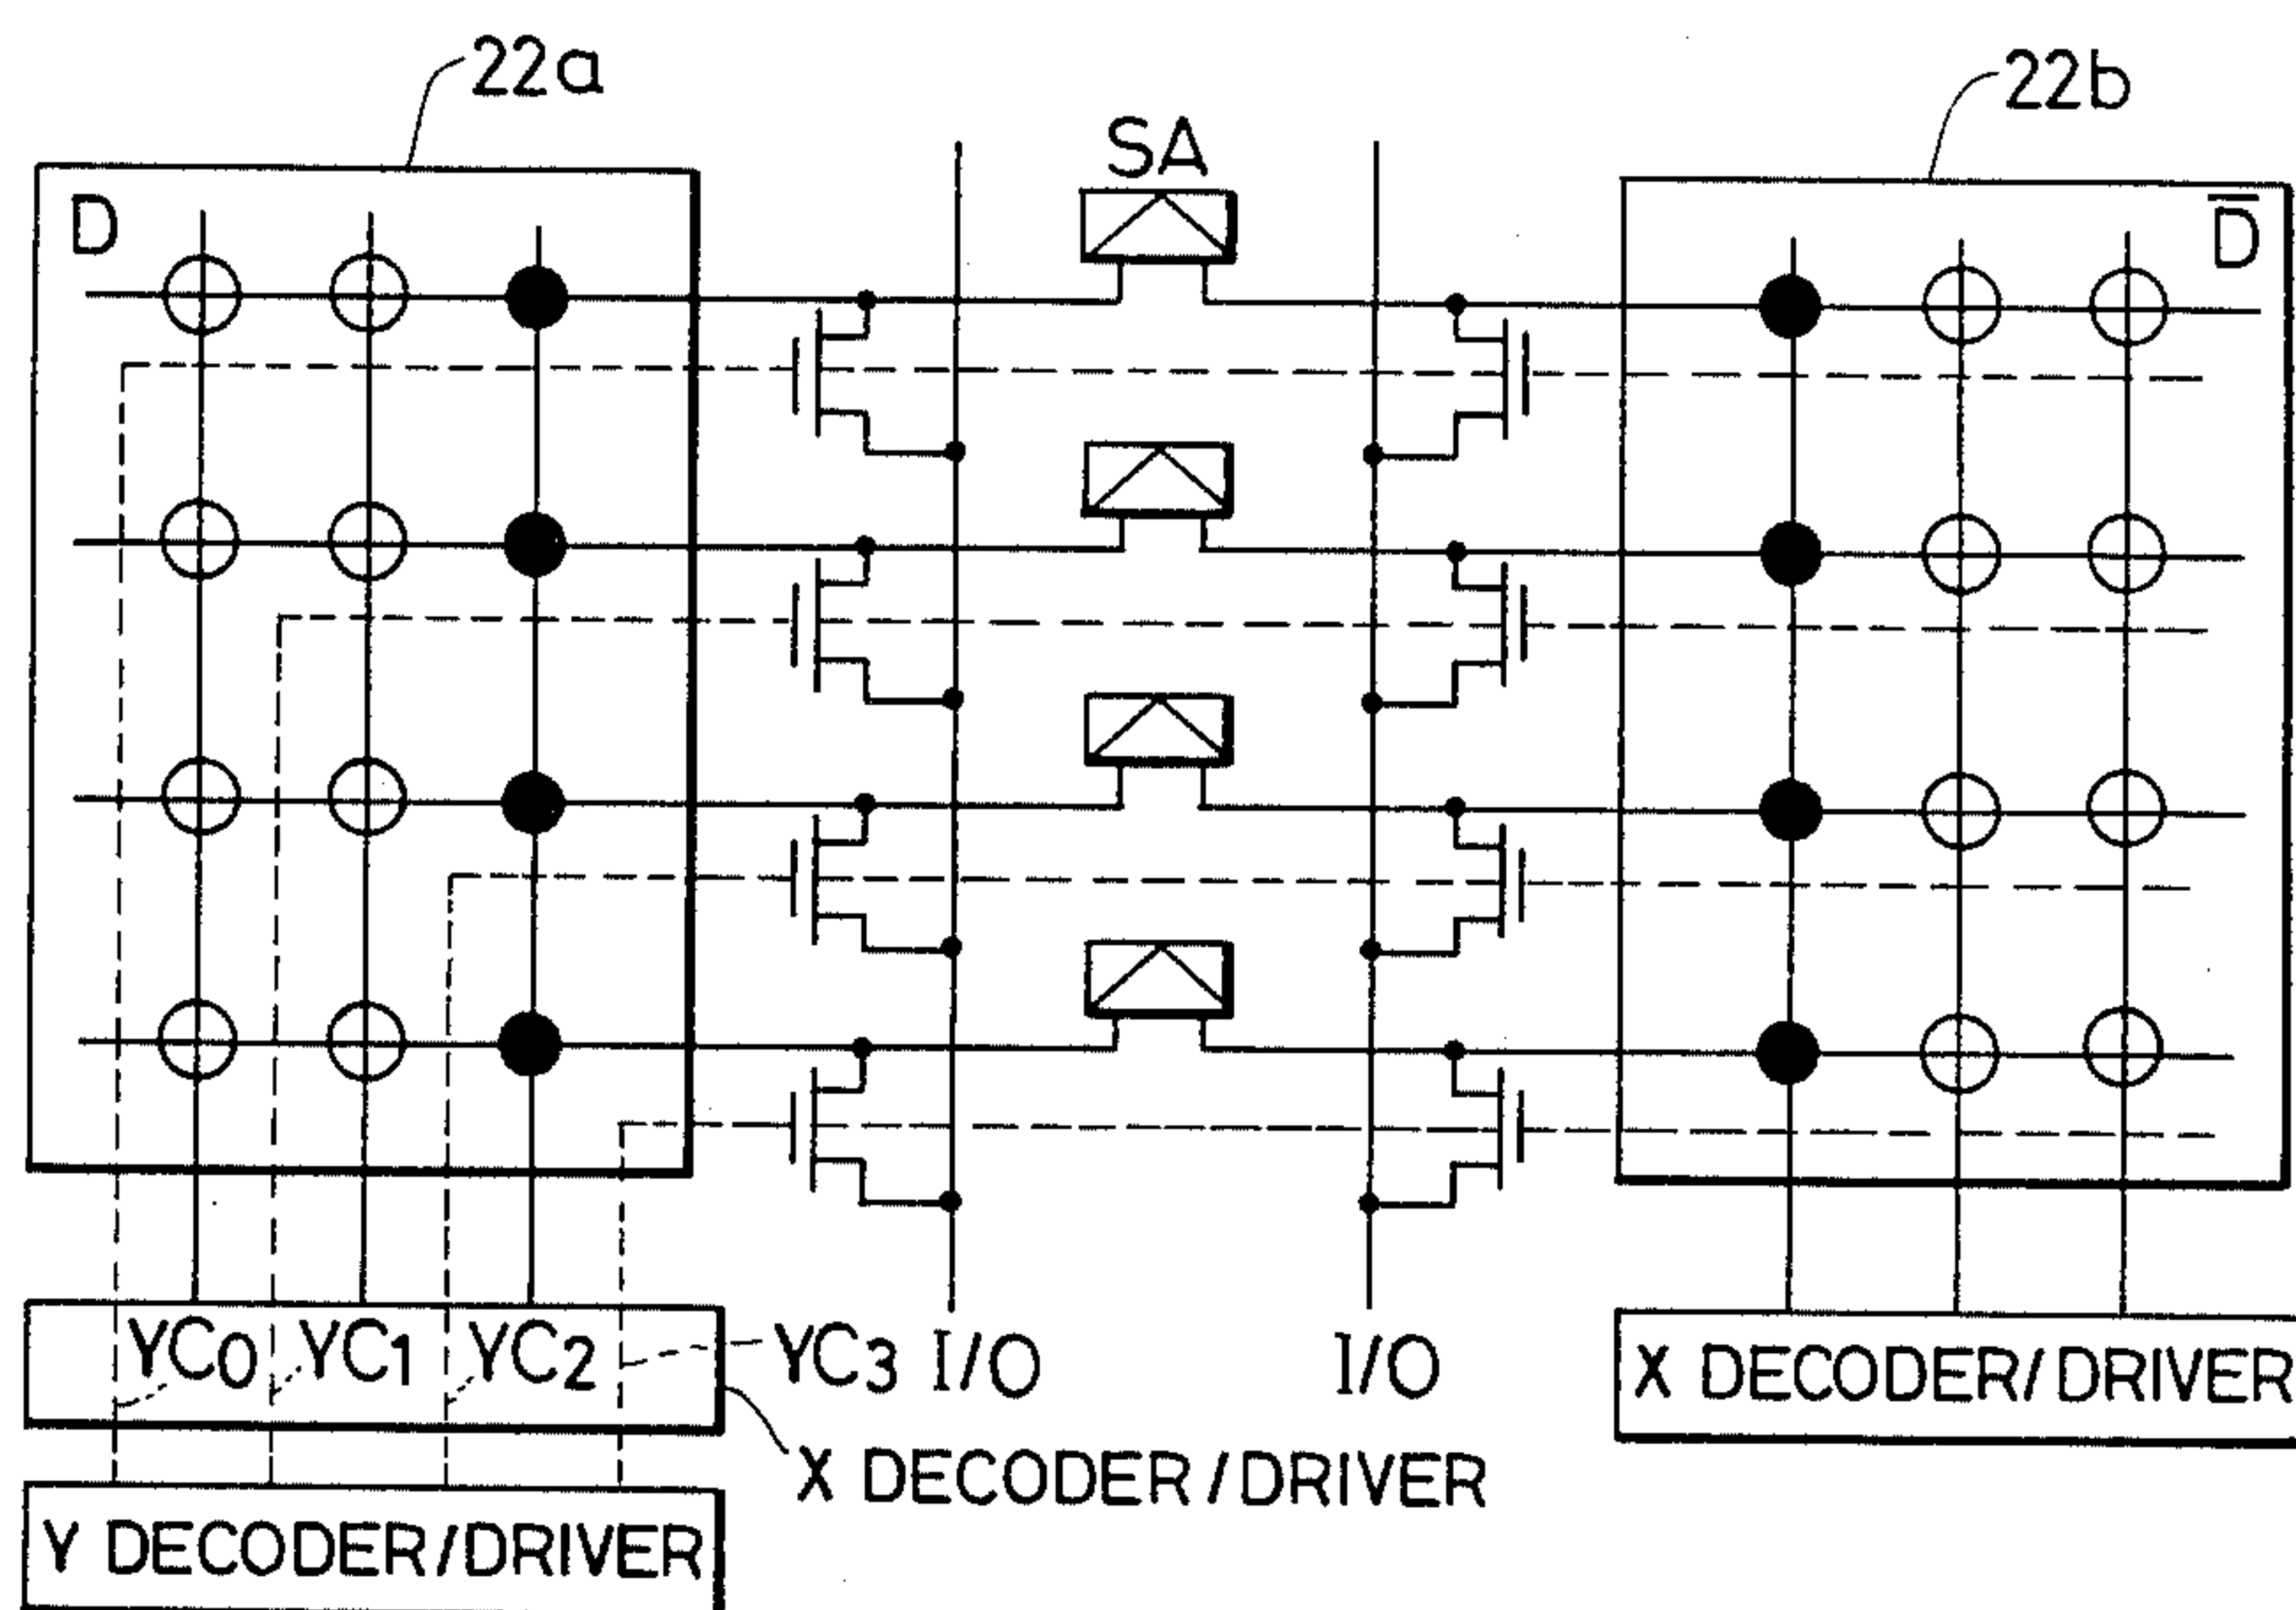 22a
22b
SA
D
D̅
YC0 YC1 YC2 YC3 I/O I/O
X DECODER/DRIVER
X DECODER/DRIVER
Y DECODER/DRIVER